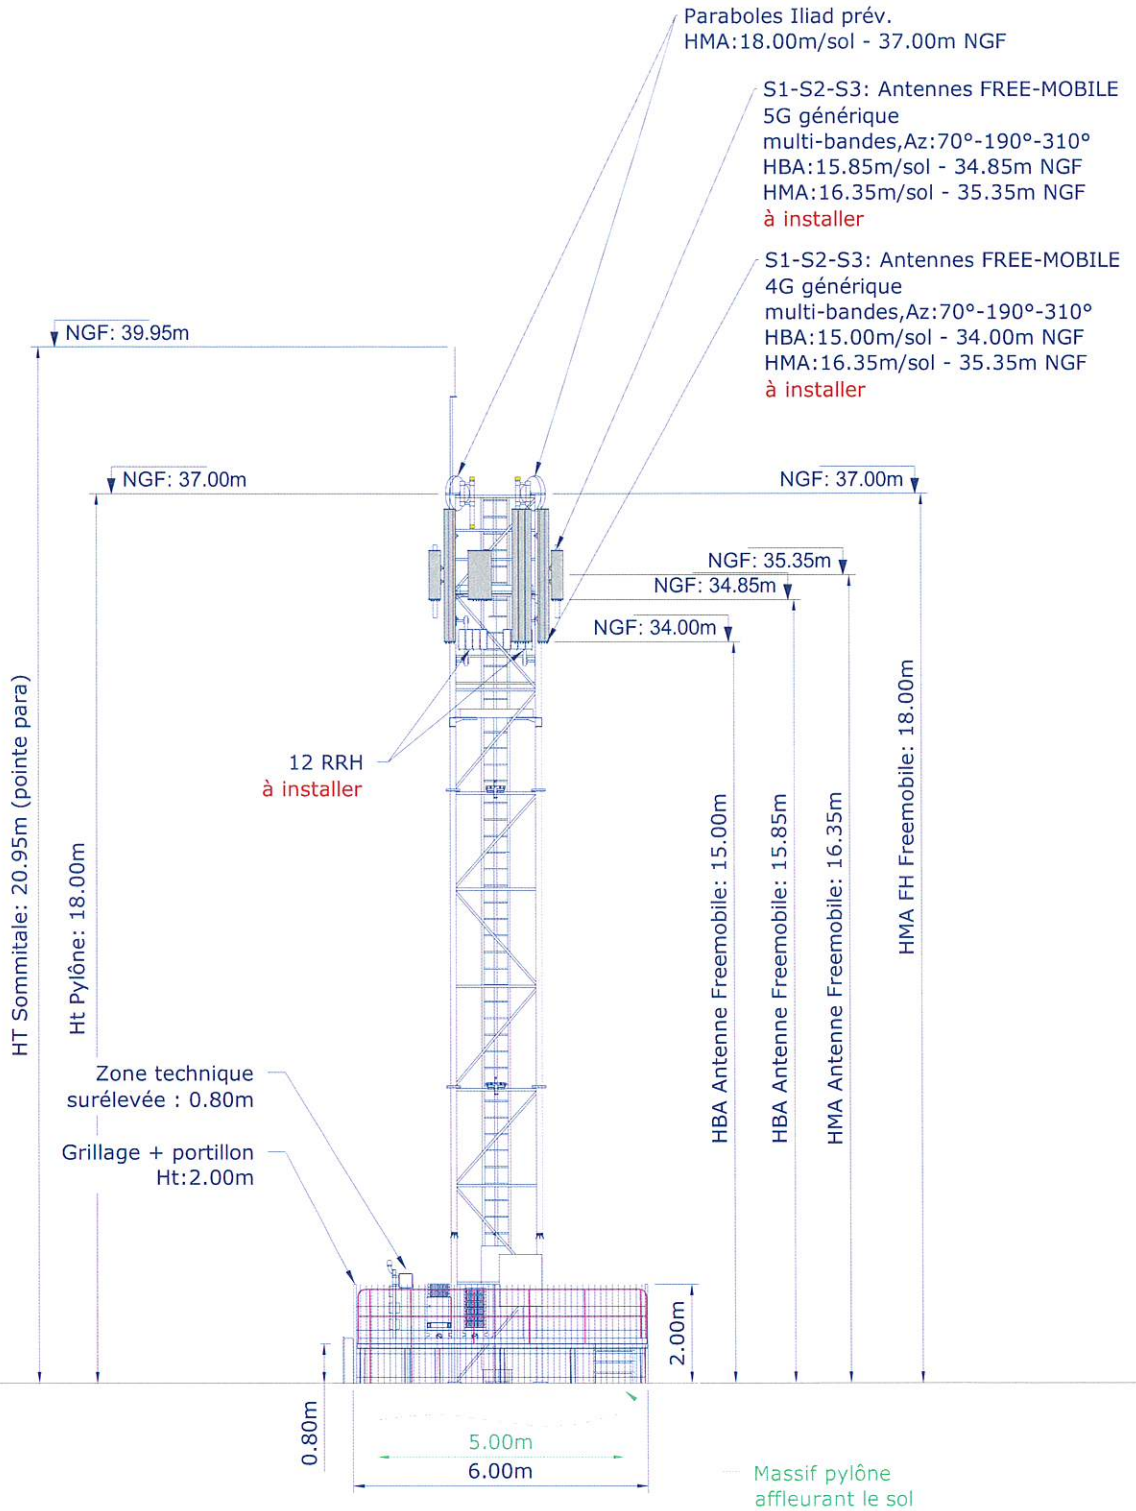 Paraboles Iliad prév.
HMA:18.00m/sol - 37.00m NGF
S1-S2-S3: Antennes FREE-MOBILE
5G générique
multi-bandes,Az:70°-190°-310°
HBA:15.85m/sol - 34.85m NGF
HMA:16.35m/sol - 35.35m NGF
à installer
S1-S2-S3: Antennes FREE-MOBILE
4G générique
multi-bandes,Az:70°-190°-310°
HBA:15.00m/sol - 34.00m NGF
HMA:16.35m/sol - 35.35m NGF
à installer
NGF: 39.95m
NGF: 37.00m
NGF: 37.00m
NGF: 35.35m
NGF: 34.85m
NGF: 34.00m
HT Sommitale: 20.95m (pointe para)
Ht Pylône: 18.00m
12 RRH
à installer
HBA Antenne Freemobile: 15.00m
HBA Antenne Freemobile: 15.85m
HMA Antenne Freemobile: 16.35m
HMA FH Freemobile: 18.00m
Zone technique
surélevée : 0.80m
Grillage + portillon
Ht:2.00m
2.00m
0.80m
5.00m
6.00m
Massif pylône
affleurant le sol